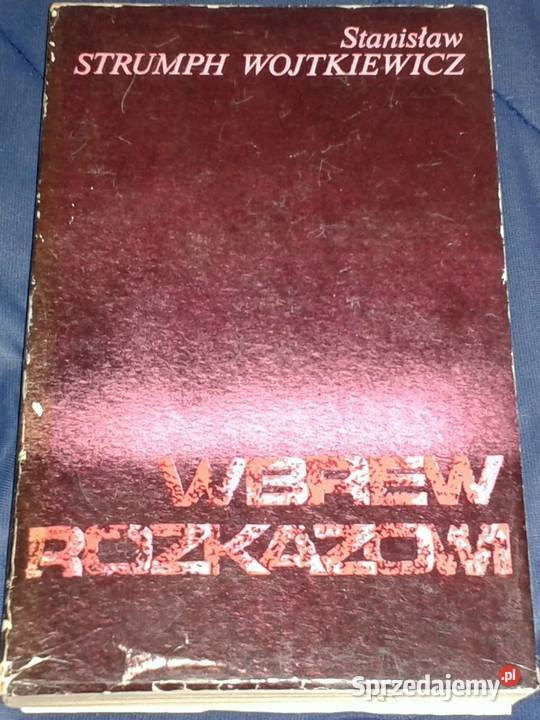 Stanisław
STRUMPH WOJTKIEWICZ
WBREW
ROZKAZOM
Sprzedajemy.pl